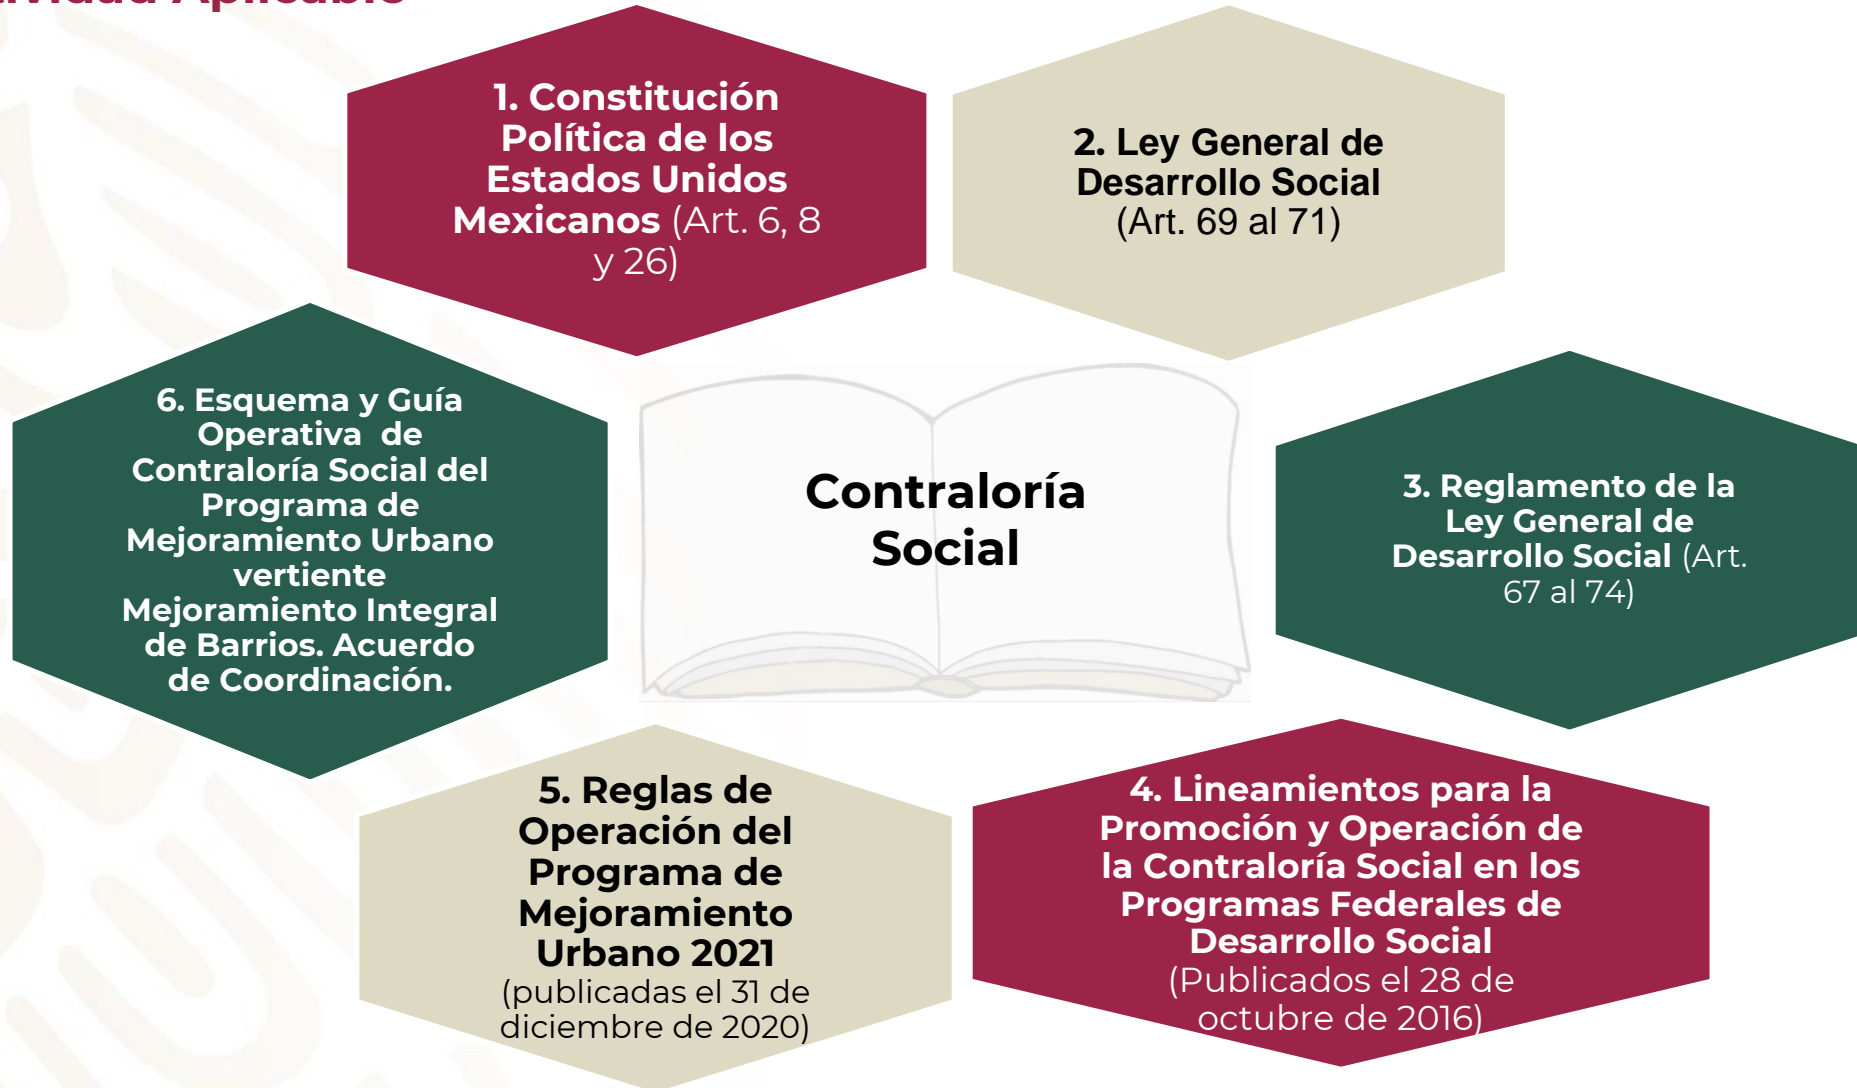 Aplicable
1. Constitución
Política de los
Estados Unidos
Mexicanos (Art. 6, 8
y 26)
2. Ley General de
Desarrollo Social
(Art. 69 al 71)
3. Reglamento de la
Ley General de
Desarrollo Social (Art.
67 al 74)
4. Lineamientos para la
Promoción y Operación de
la Contraloría Social en los
Programas Federales de
Desarrollo Social
(Publicados el 28 de
octubre de 2016)
5. Reglas de
Operación del
Programa de
Mejoramiento
Urbano 2021
(publicadas el 31 de
diciembre de 2020)
6. Esquema y Guía
Operativa  de
Contraloría Social del
Programa de
Mejoramiento Urbano
vertiente
Mejoramiento Integral
de Barrios. Acuerdo
de Coordinación.
Contraloría
Social